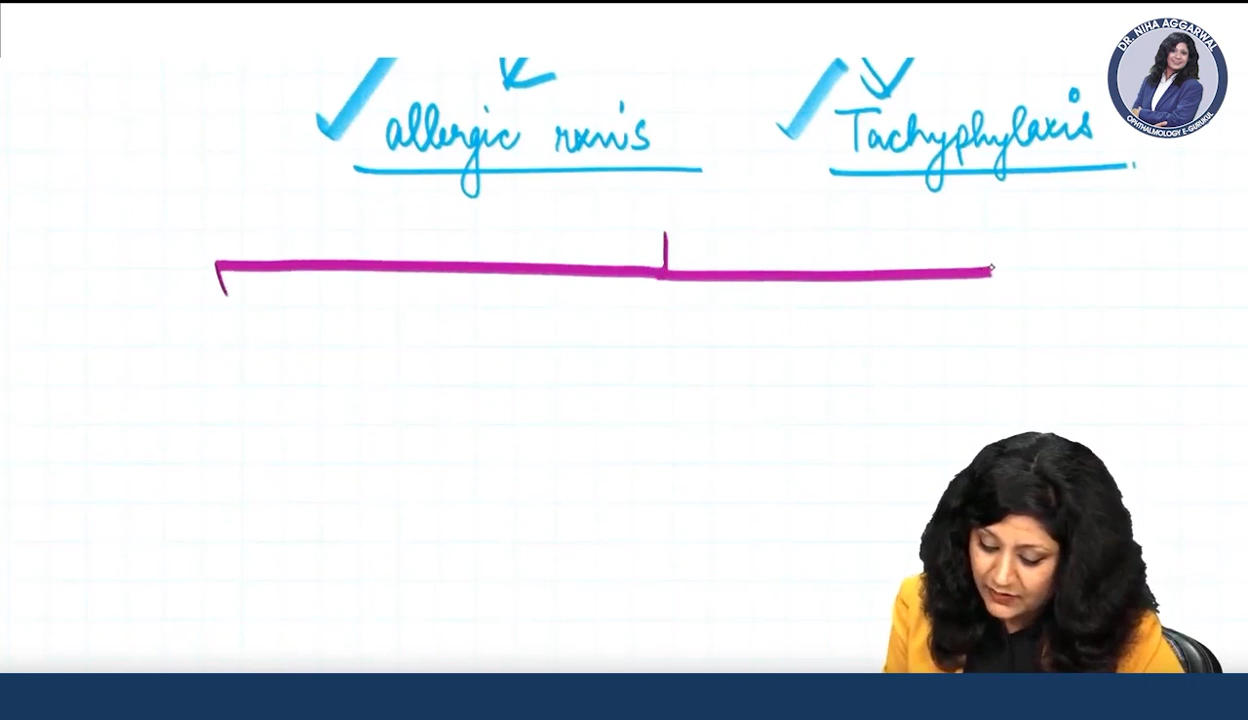 DR. NIHA AGGARWAL
OPHTHALMOLOGY E-GURUKUL
allergic rxn's
Tachyphylaxis